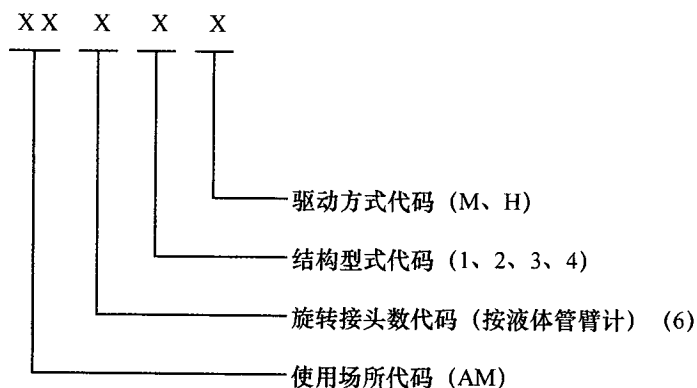 XX X X X
驱动方式代码（M、H）
结构型式代码（1、2、3、4）
旋转接头数代码（按液体管臂计）（6）
使用场所代码（AM）